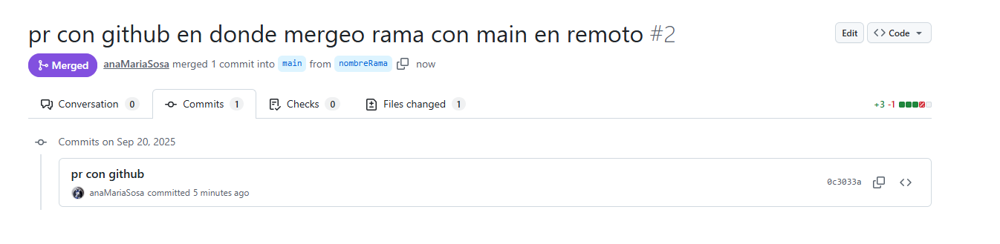 pr con github en donde mergeo rama con main en remoto #2
Edit
Code
Merged
anaMariaSosa merged 1 commit into main from nombreRama now
Conversation 0
Commits 1
Checks 0
Files changed 1
+3 -1
Commits on Sep 20, 2025
pr con github
anaMariaSosa committed 5 minutes ago
0c3033a